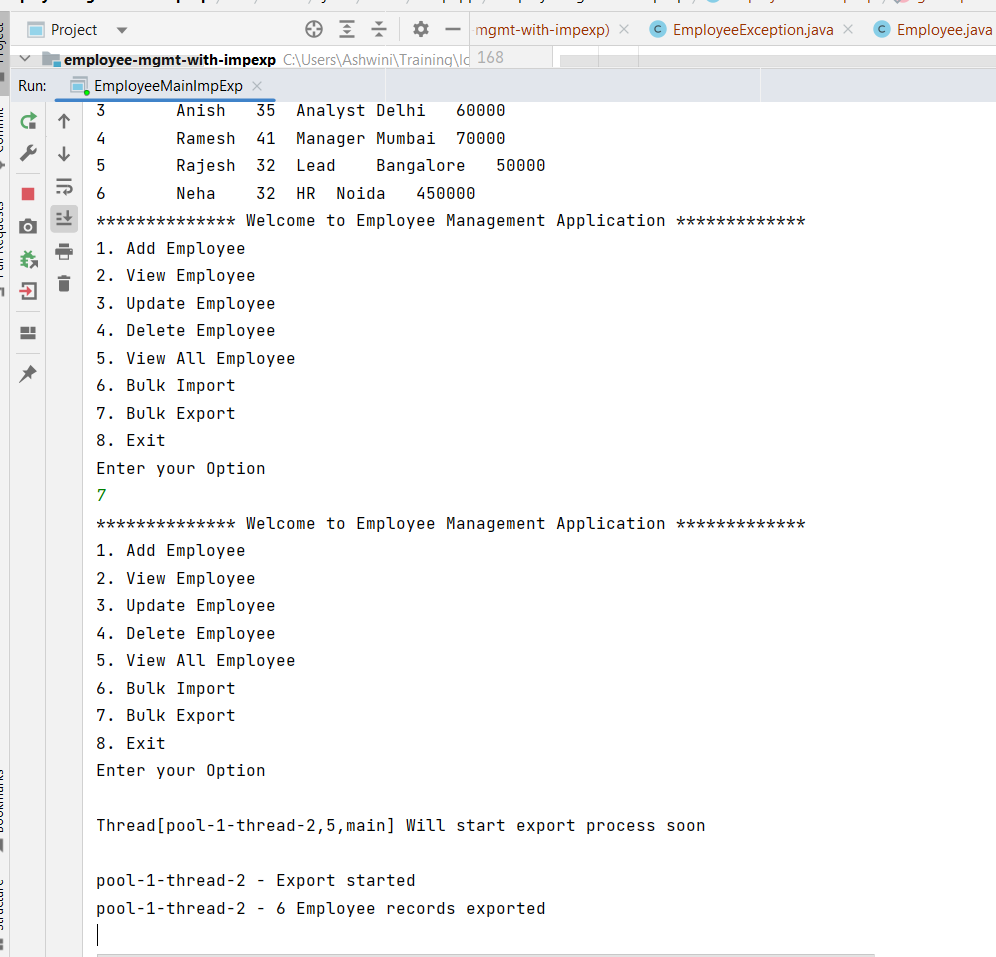 Project
mgmt-with-impexp)
EmployeeException.java
Employee.java
employee-mgmt-with-impexp C:\Users\Ashwini\Training\Ic
168
Run: EmployeeMainImpExp
3 Anish 35 Analyst Delhi 60000
4 Ramesh 41 Manager Mumbai 70000
5 Rajesh 32 Lead Bangalore 50000
6 Neha 32 HR Noida 450000
************** Welcome to Employee Management Application *************
1. Add Employee
2. View Employee
3. Update Employee
4. Delete Employee
5. View All Employee
6. Bulk Import
7. Bulk Export
8. Exit
Enter your Option
7
************** Welcome to Employee Management Application *************
1. Add Employee
2. View Employee
3. Update Employee
4. Delete Employee
5. View All Employee
6. Bulk Import
7. Bulk Export
8. Exit
Enter your Option
Thread[pool-1-thread-2,5,main] Will start export process soon
pool-1-thread-2 - Export started
pool-1-thread-2 - 6 Employee records exported